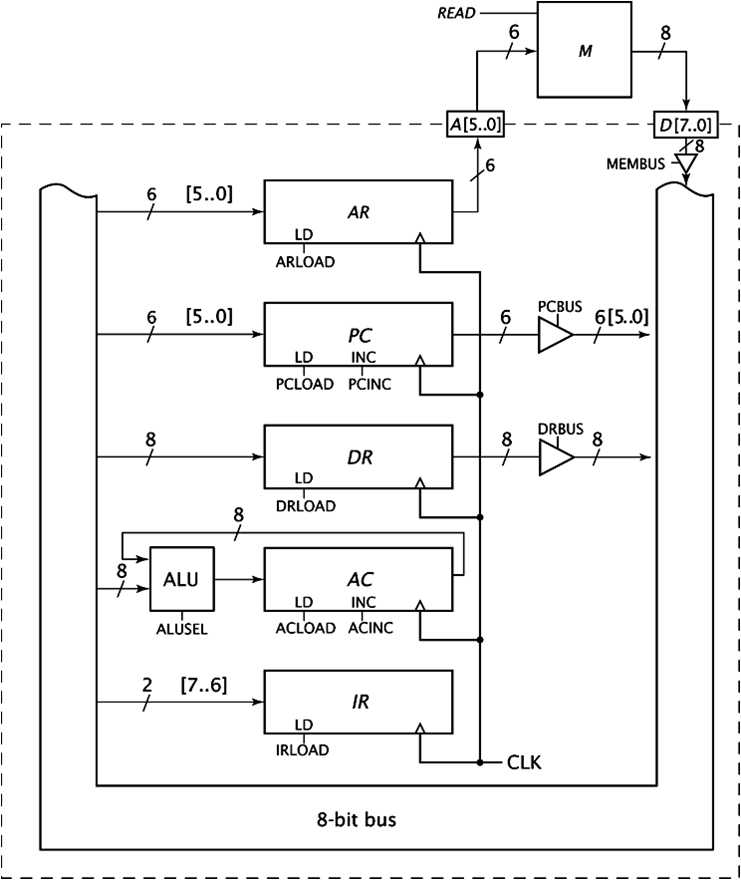 READ
6
M
8
A[5..0]
D[7..0]
8
MEMBUS
6
6 [5..0]
AR
LD
ARLOAD
6 [5..0]
PC
6
PCBUS
6[5..0]
LD INC
PCLOAD PCINC
8
DR
8
DRBUS
8
LD
DRLOAD
8
8
ALU
AC
LD INC
ALUSEL
ACLOAD ACINC
2 [7..6]
IR
LD
IRLOAD
CLK
8-bit bus